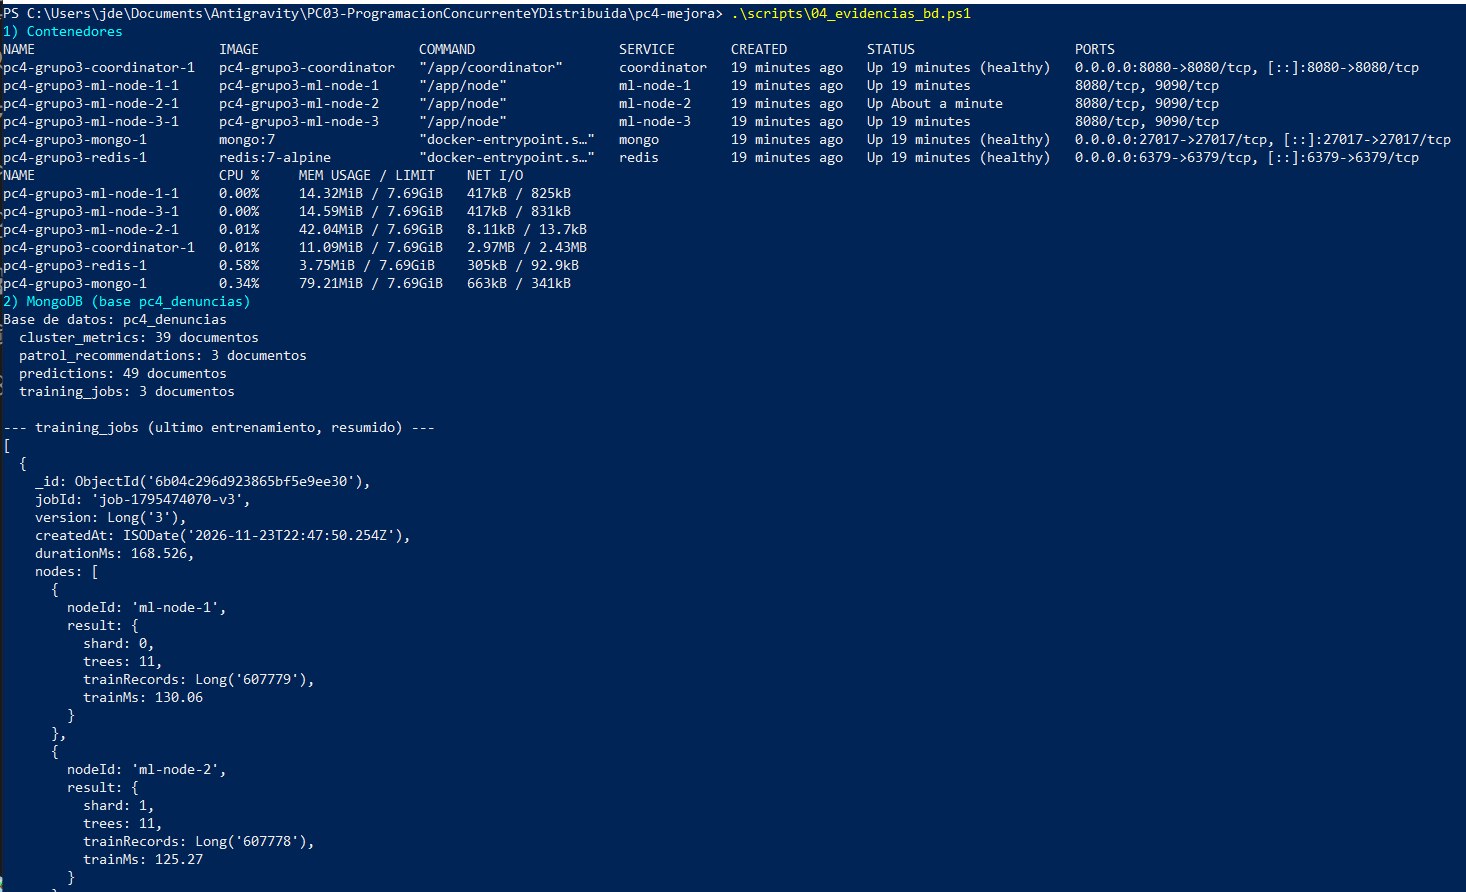 PS C:\Users\jde\Documents\Antigravity\PC03-ProgramacionConcurrenteYDistribuida\pc4-mejora> .\scripts\04_evidencias_bd.ps1
1) Contenedores
NAME IMAGE COMMAND SERVICE CREATED STATUS PORTS
pc4-grupo3-coordinator-1 pc4-grupo3-coordinator "/app/coordinator" coordinator 19 minutes ago Up 19 minutes (healthy) 0.0.0.0:8080->8080/tcp, [::]:8080->8080/tcp
pc4-grupo3-ml-node-1-1 pc4-grupo3-ml-node-1 "/app/node" ml-node-1 19 minutes ago Up 19 minutes 8080/tcp, 9090/tcp
pc4-grupo3-ml-node-2-1 pc4-grupo3-ml-node-2 "/app/node" ml-node-2 19 minutes ago Up About a minute 8080/tcp, 9090/tcp
pc4-grupo3-ml-node-3-1 pc4-grupo3-ml-node-3 "/app/node" ml-node-3 19 minutes ago Up 19 minutes 8080/tcp, 9090/tcp
pc4-grupo3-mongo-1 mongo:7 "docker-entrypoint.s…" mongo 19 minutes ago Up 19 minutes (healthy) 0.0.0.0:27017->27017/tcp, [::]:27017->27017/tcp
pc4-grupo3-redis-1 redis:7-alpine "docker-entrypoint.s…" redis 19 minutes ago Up 19 minutes (healthy) 0.0.0.0:6379->6379/tcp, [::]:6379->6379/tcp
NAME CPU % MEM USAGE / LIMIT NET I/O
pc4-grupo3-ml-node-1-1 0.00% 14.32MiB / 7.69GiB 417kB / 825kB
pc4-grupo3-ml-node-3-1 0.00% 14.59MiB / 7.69GiB 417kB / 831kB
pc4-grupo3-ml-node-2-1 0.01% 42.04MiB / 7.69GiB 8.11kB / 13.7kB
pc4-grupo3-coordinator-1 0.01% 11.09MiB / 7.69GiB 2.97MB / 2.43MB
pc4-grupo3-redis-1 0.58% 3.75MiB / 7.69GiB 305kB / 92.9kB
pc4-grupo3-mongo-1 0.34% 79.21MiB / 7.69GiB 663kB / 341kB
2) MongoDB (base pc4_denuncias)
Base de datos: pc4_denuncias
cluster_metrics: 39 documentos
patrol_recommendations: 3 documentos
predictions: 49 documentos
training_jobs: 3 documentos
--- training_jobs (ultimo entrenamiento, resumido) ---
[
{
_id: ObjectId('6b04c296d923865bf5e9ee30'),
jobId: 'job-1795474070-v3',
version: Long('3'),
createdAt: ISODate('2026-11-23T22:47:50.254Z'),
durationMs: 168.526,
nodes: [
{
nodeId: 'ml-node-1',
result: {
shard: 0,
trees: 11,
trainRecords: Long('607779'),
trainMs: 130.06
}
},
{
nodeId: 'ml-node-2',
result: {
shard: 1,
trees: 11,
trainRecords: Long('607778'),
trainMs: 125.27
}